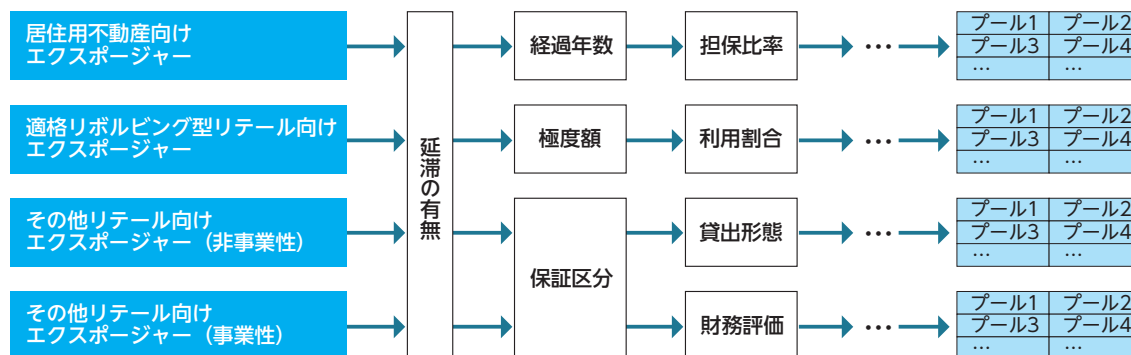 居住用不動産向け
エクスポージャー
経過年数
担保比率
…
プール1 プール2
プール3 プール4
… …
適格リボルビング型リテール向け
エクスポージャー
極度額
利用割合
…
プール1 プール2
プール3 プール4
… …
延滞の有無
その他リテール向け
エクスポージャー（非事業性）
保証区分
貸出形態
…
プール1 プール2
プール3 プール4
… …
その他リテール向け
エクスポージャー（事業性）
財務評価
…
プール1 プール2
プール3 プール4
… …